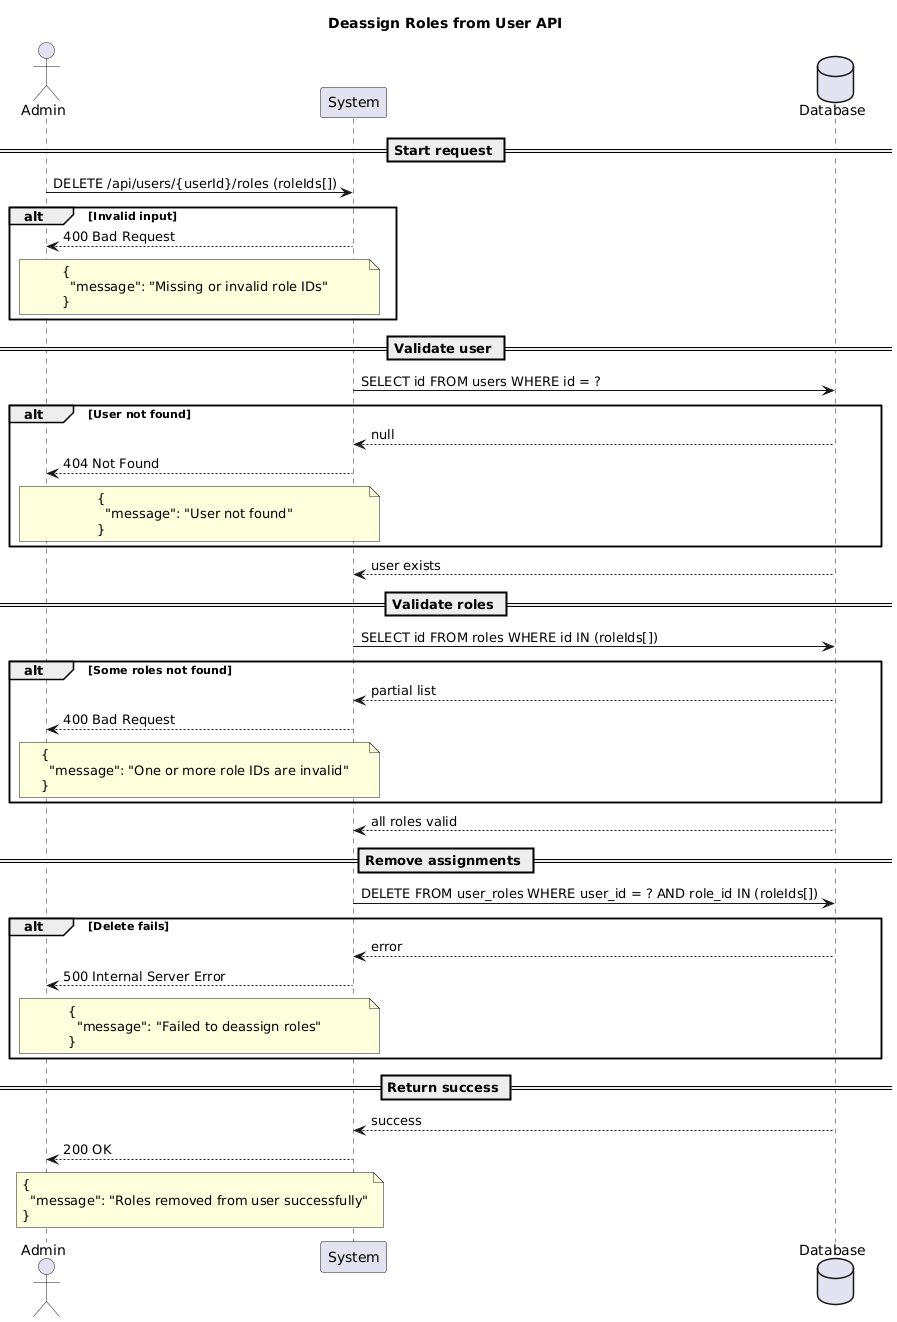 Deassign Roles from User API
Admin
System
Database
Start request
DELETE /api/users/{userId}/roles (roleIds[])
alt [Invalid input]
400 Bad Request
{
"message": "Missing or invalid role IDs"
}
Validate user
SELECT id FROM users WHERE id = ?
alt [User not found]
null
404 Not Found
{
"message": "User not found"
}
user exists
Validate roles
SELECT id FROM roles WHERE id IN (roleIds[])
alt [Some roles not found]
partial list
400 Bad Request
{
"message": "One or more role IDs are invalid"
}
all roles valid
Remove assignments
DELETE FROM user_roles WHERE user_id = ? AND role_id IN (roleIds[])
alt [Delete fails]
error
500 Internal Server Error
{
"message": "Failed to deassign roles"
}
Return success
success
200 OK
{
"message": "Roles removed from user successfully"
}
Admin
System
Database